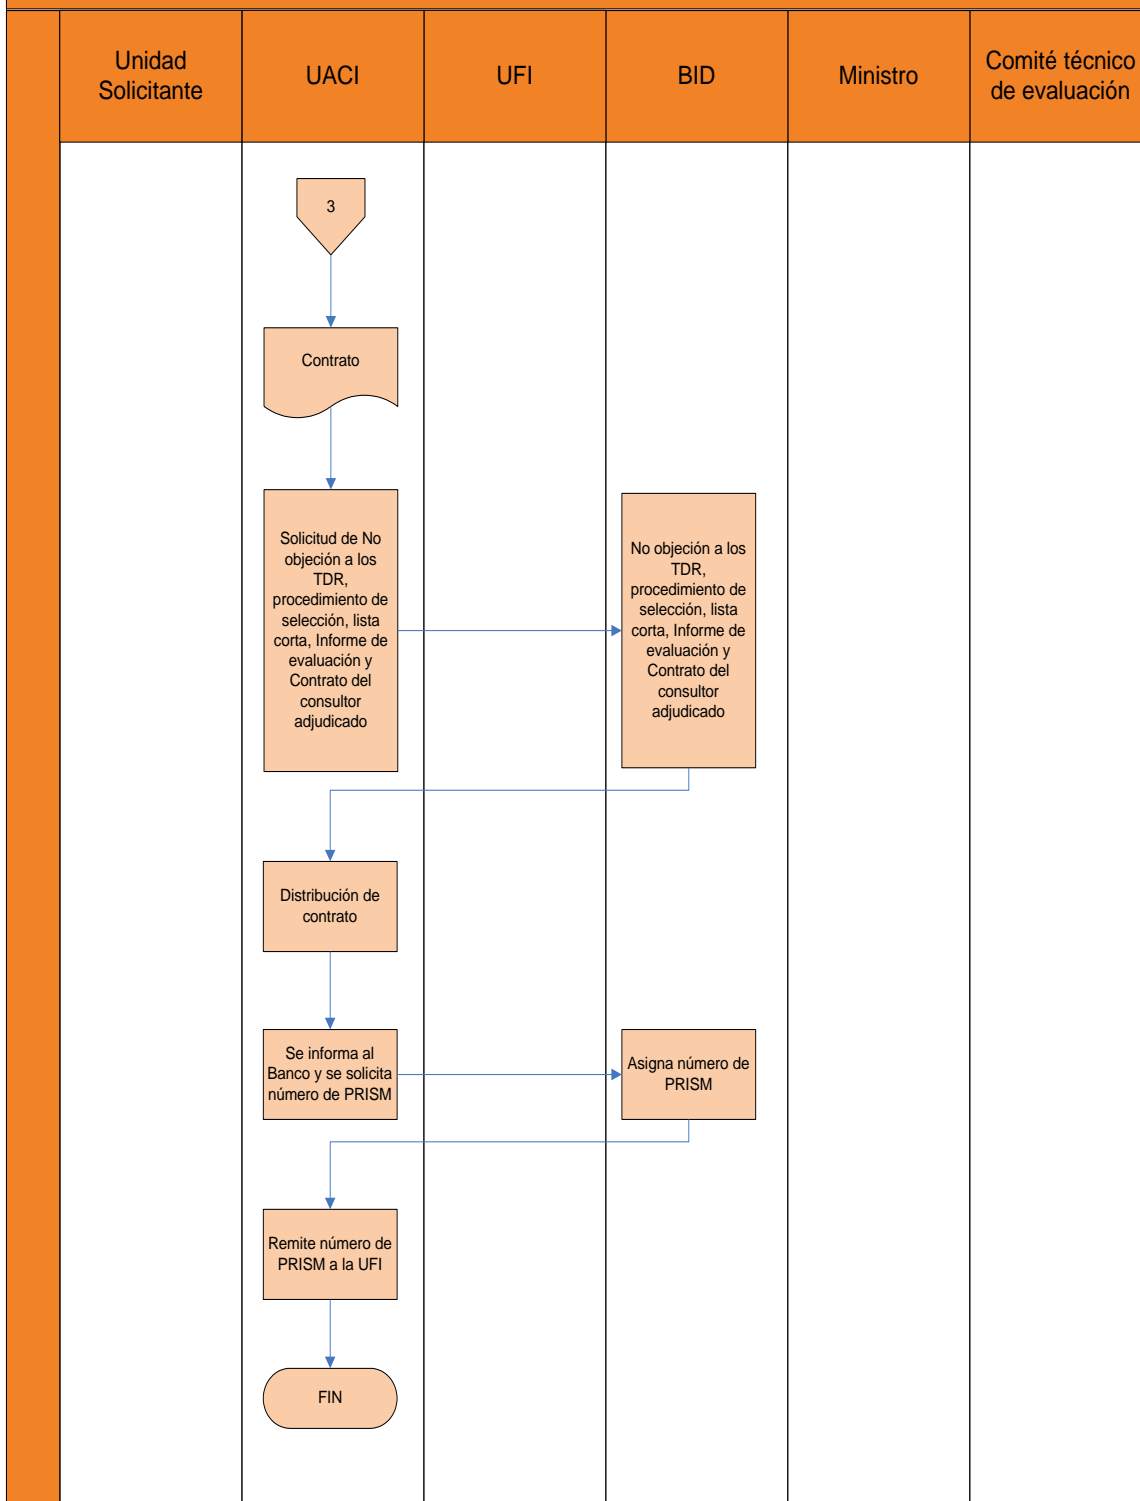 Unidad
Solicitante
UACI
UFI
BID
Ministro
Comité técnico
de evaluación
3
Contrato
Solicitud de No
objeción a los
TDR,
procedimiento de
selección, lista
corta, Informe de
evaluación y
Contrato del
consultor
adjudicado
No objeción a los
TDR,
procedimiento de
selección, lista
corta, Informe de
evaluación y
Contrato del
consultor
adjudicado
Distribución de
contrato
Se informa al
Banco y se solicita
número de PRISM
Asigna número de
PRISM
Remite número de
PRISM a la UFI
FIN